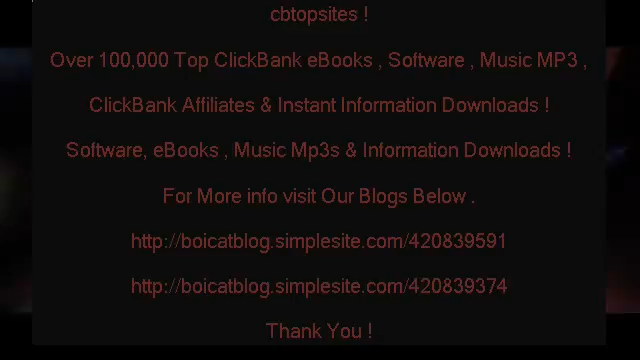 cbtopsites !
Over 100,000 Top ClickBank eBooks , Software , Music MP3 ,
ClickBank Affiliates & Instant Information Downloads !
Software, eBooks , Music Mp3s & Information Downloads !
For More info visit Our Blogs Below .
http://boicatblog.simplesite.com/420839591
http://boicatblog.simplesite.com/420839374
Thank You !